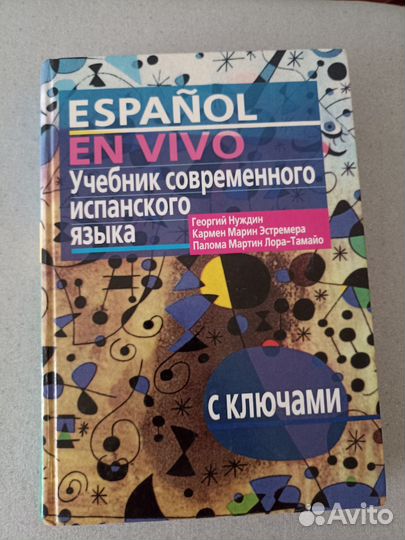 ESPAÑOL
EN VIVO
Учебник современного
испанского
языка
Георгий Нуждин
Кармен Марин Эстремера
Палома Мартин Лора-Тамайо
с ключами
Avito